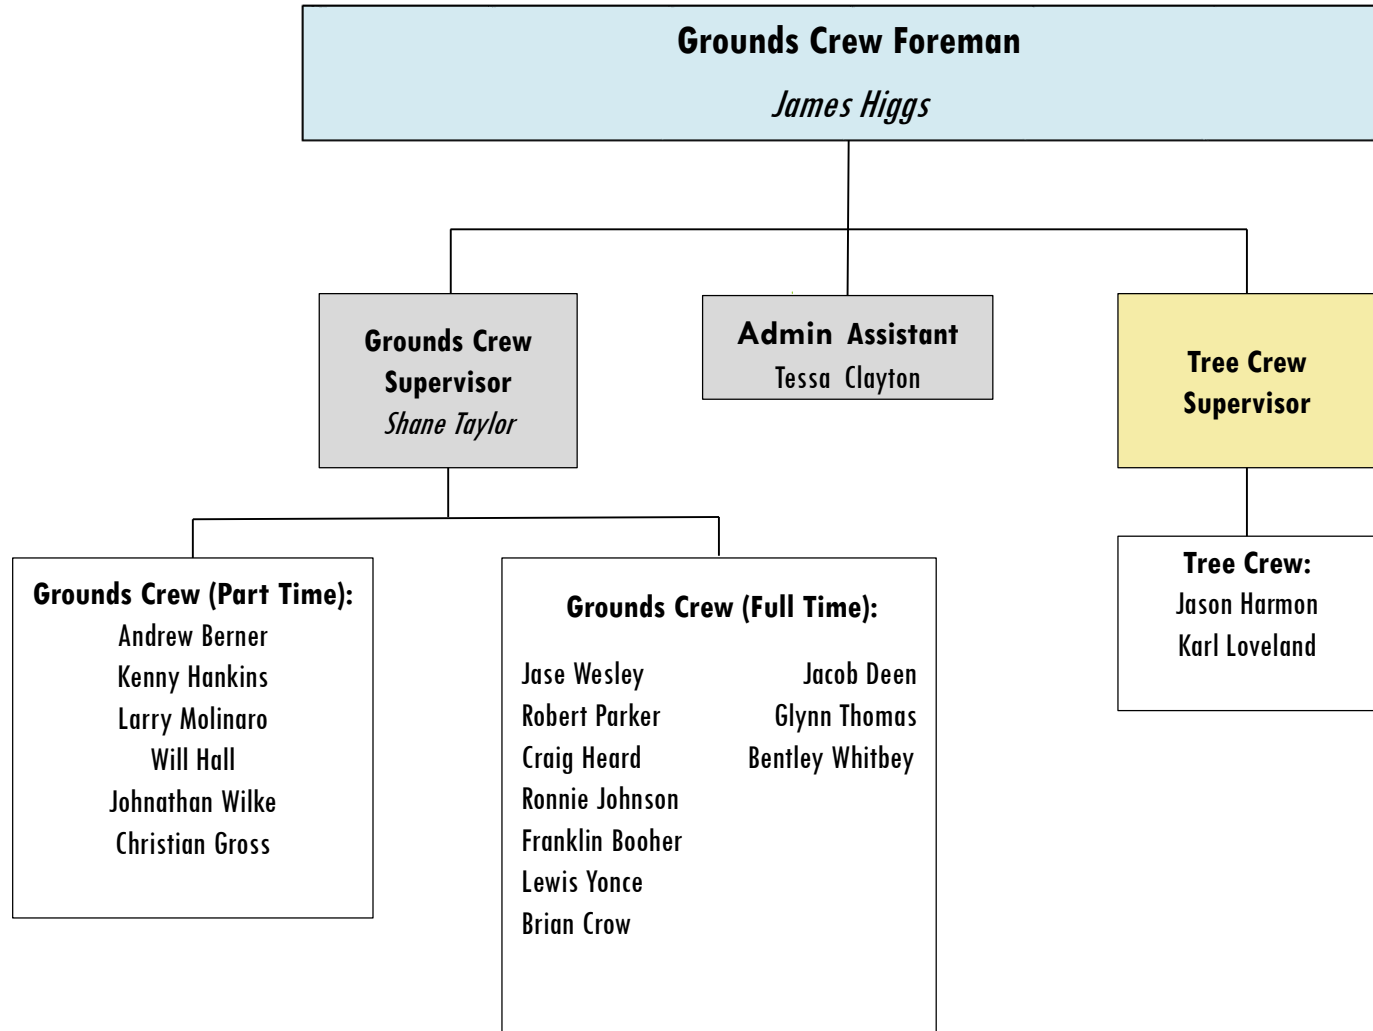 Grounds Crew Foreman
James Higgs
Grounds Crew
Supervisor
Shane Taylor
Admin Assistant
Tessa Clayton
Tree Crew
Supervisor
Grounds Crew (Part Time):
Andrew Berner
Kenny Hankins
Larry Molinaro
Will Hall
Johnathan Wilke
Christian Gross
Grounds Crew (Full Time):
Jase Wesley
Robert Parker
Craig Heard
Ronnie Johnson
Franklin Booher
Lewis Yonce
Brian Crow
Jacob Deen
Glynn Thomas
Bentley Whitbey
Tree Crew:
Jason Harmon
Karl Loveland